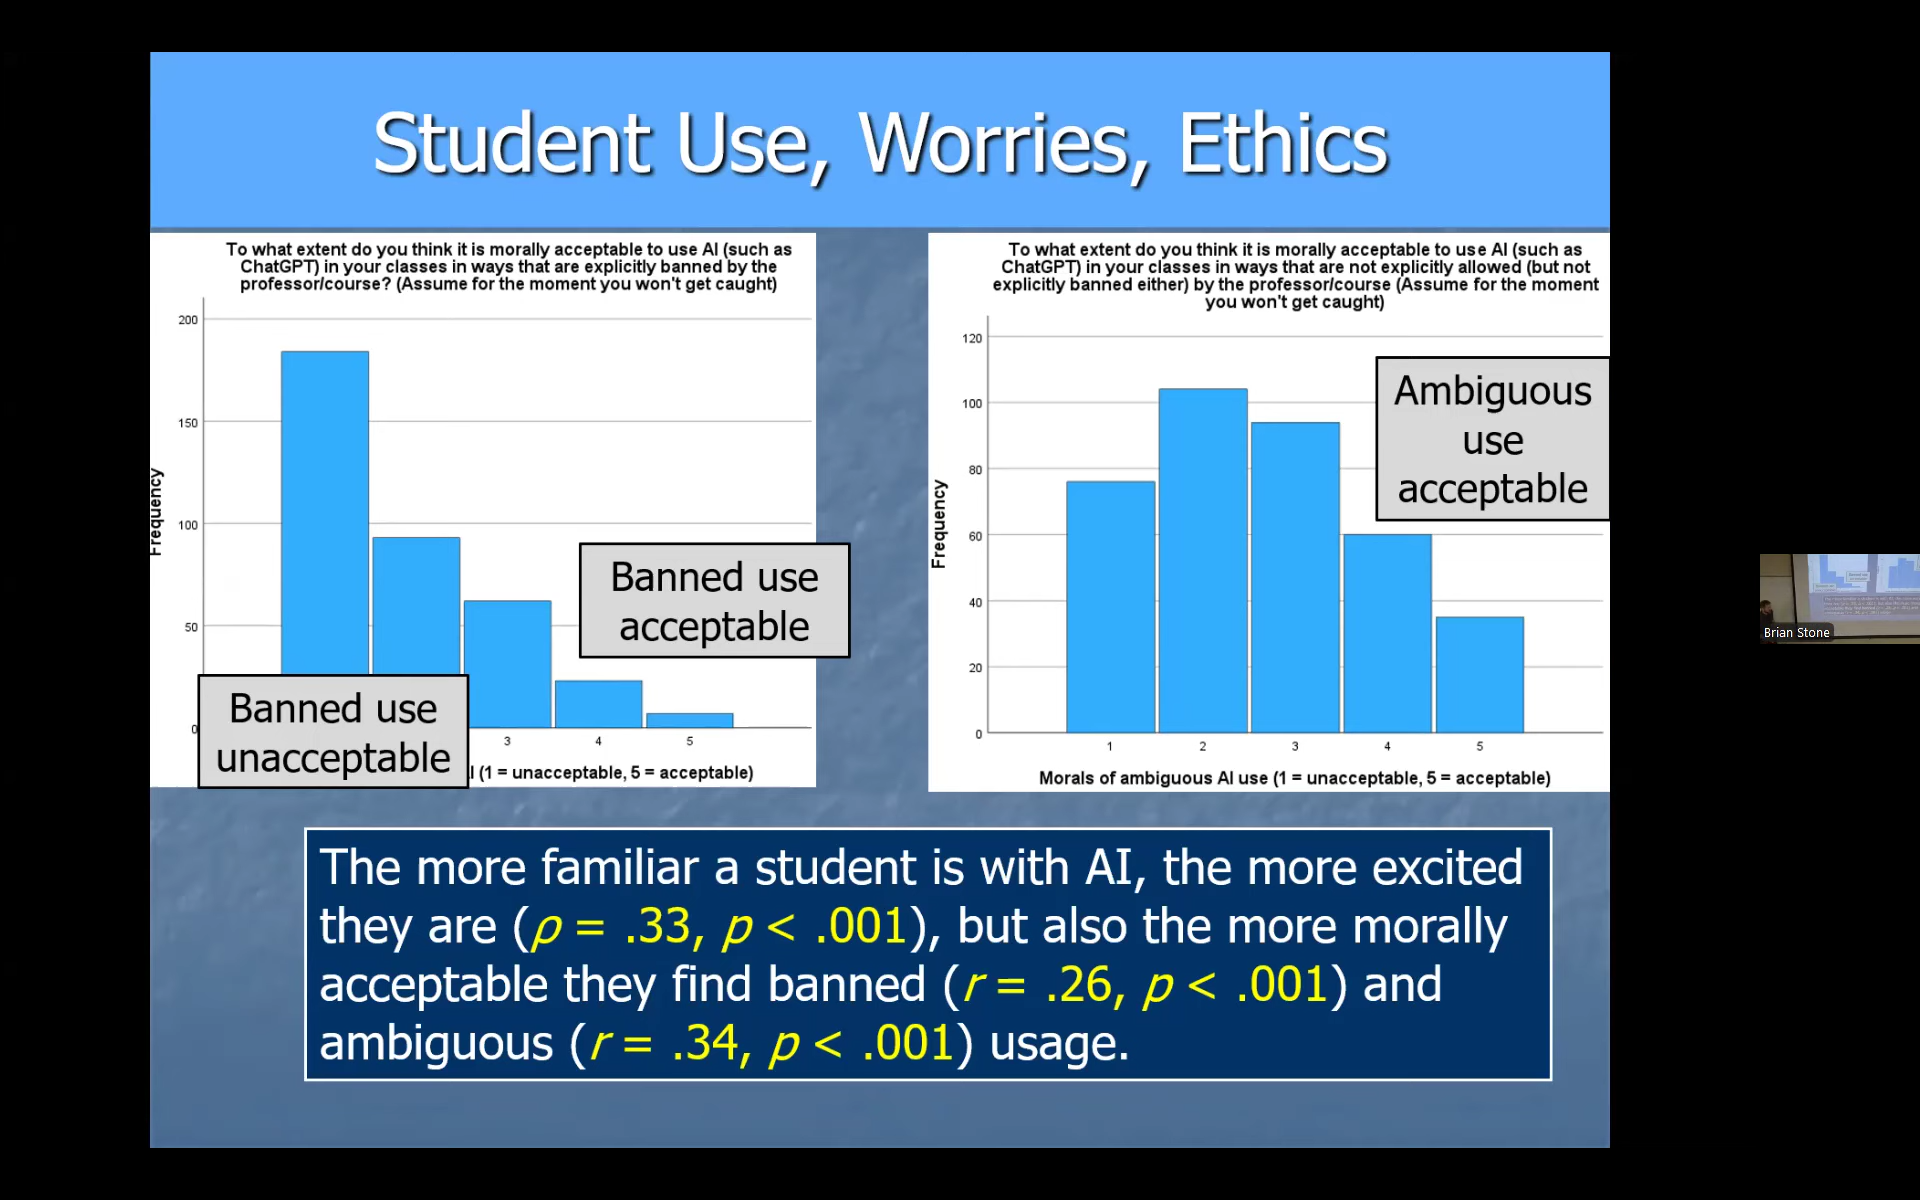 Student Use, Worries, Ethics
To what extent do you think it is morally acceptable to use AI (such as
ChatGPT) in your classes in ways that are explicitly banned by the
professor/course? (Assume for the moment you won't get caught)
200
150
100
50
0
Frequency
Banned use
acceptable
Banned use
unacceptable
3
4
5
(1 = unacceptable, 5 = acceptable)
To what extent do you think it is morally acceptable to use AI (such as
ChatGPT) in your classes in ways that are not explicitly allowed (but not
explicitly banned either) by the professor/course (Assume for the moment
you won't get caught)
120
100
80
60
40
20
0
Frequency
Ambiguous
use
acceptable
1
2
3
4
5
Morals of ambiguous AI use (1 = unacceptable, 5 = acceptable)
The more familiar a student is with AI, the more excited
they are (ρ = .33, p < .001), but also the more morally
acceptable they find banned (r = .26, p < .001) and
ambiguous (r = .34, p < .001) usage.
Brian Stone